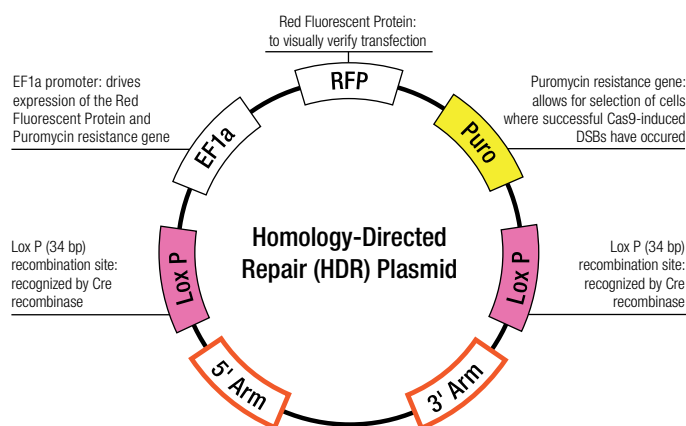 Red Fluorescent Protein:
to visually verify transfection
RFP
EF1a promoter: drives
expression of the Red
Fluorescent Protein and
Puromycin resistance gene
Puromycin resistance gene:
allows for selection of cells
where successful Cas9-induced
DSBs have occured
EF1a
Puro
Homology-Directed
Repair (HDR) Plasmid
Lox P (34 bp)
recombination site:
recognized by Cre
recombinase
Lox P
Lox P
Lox P (34 bp)
recombination site:
recognized by Cre
recombinase
5' Arm
3' Arm